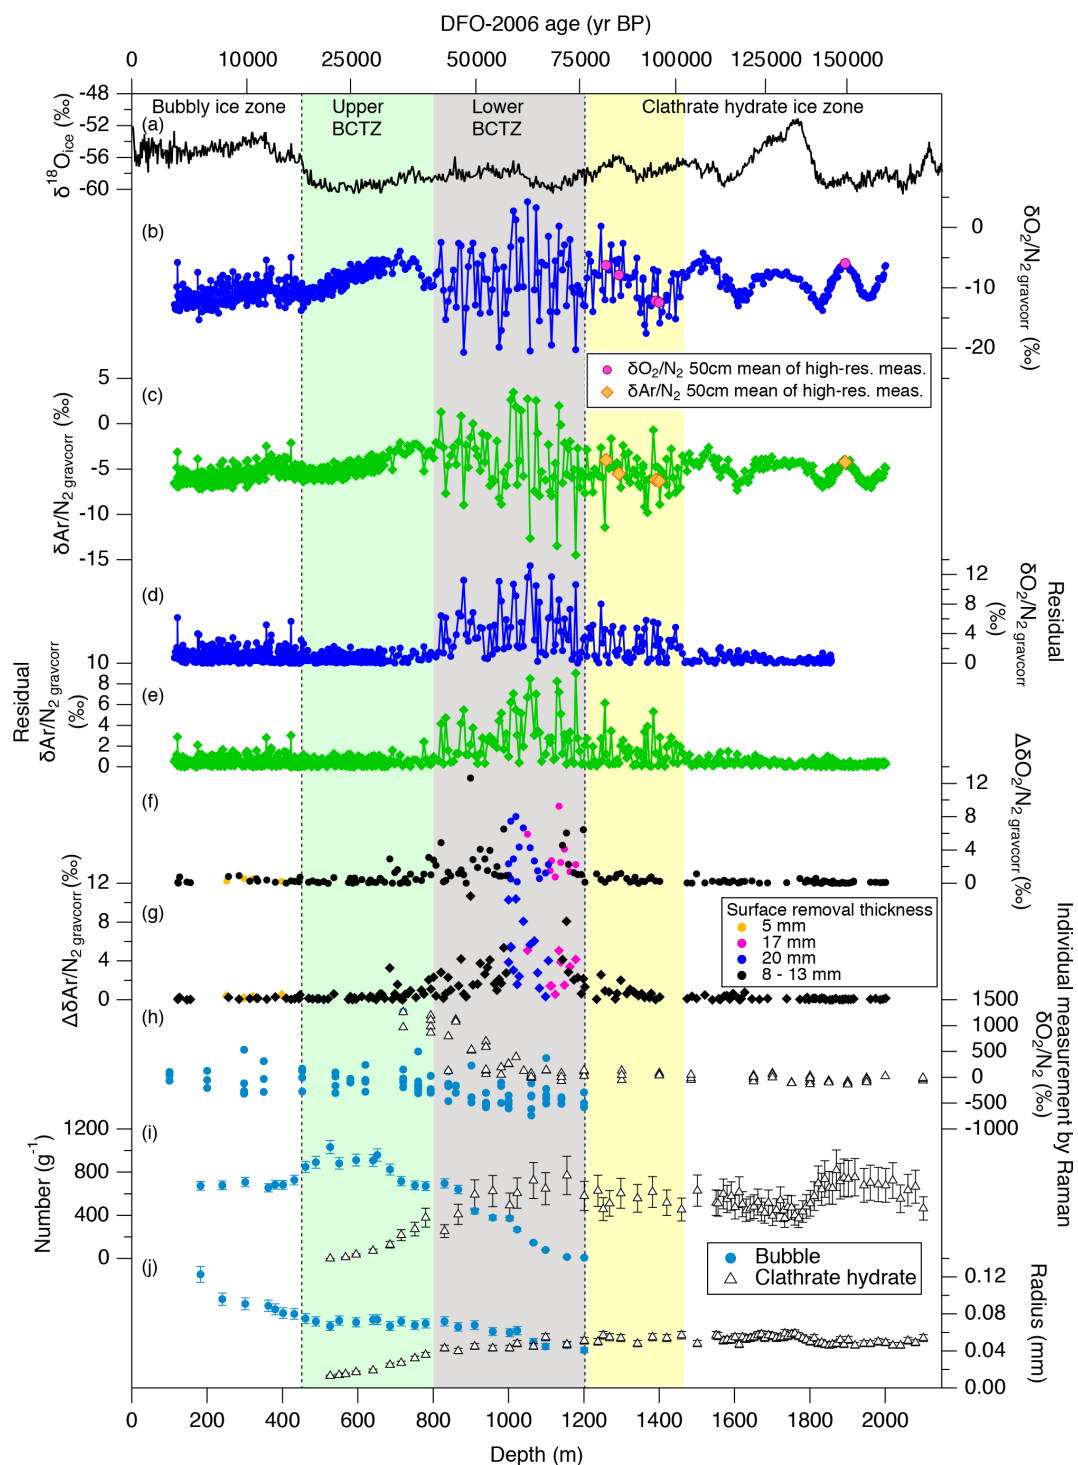 DFO-2006 age (yr BP)
0 10000 25000 50000 75000 100000 125000 150000
-48
Bubbly ice zone
Upper BCTZ
Lower BCTZ
Clathrate hydrate ice zone
(a)
-52
-56
-60
δ¹⁸Oice (‰)
(b)
0
-10
-20
δO₂/N₂ gravcorr (‰)
δO₂/N₂ 50cm mean of high-res. meas.
δAr/N₂ 50cm mean of high-res. meas.
(c)
5
0
-5
-10
-15
δAr/N₂ gravcorr (‰)
(d)
12
8
4
0
Residual
δO₂/N₂ gravcorr
(‰)
(e)
10
8
6
4
2
0
Residual
δAr/N₂ gravcorr
(‰)
(f)
12
8
4
0
ΔδO₂/N₂ gravcorr (‰)
(g)
12
8
4
0
ΔδAr/N₂ gravcorr (‰)
Surface removal thickness
5 mm
17 mm
20 mm
8 - 13 mm
(h)
1500
1000
500
0
-500
-1000
δO₂/N₂ (‰)
Individual measurement by Raman
(i)
1200
800
400
0
Number (g⁻¹)
Bubble
Clathrate hydrate
(j)
0.12
0.08
0.04
0.00
Radius (mm)
0 200 400 600 800 1000 1200 1400 1600 1800 2000
Depth (m)